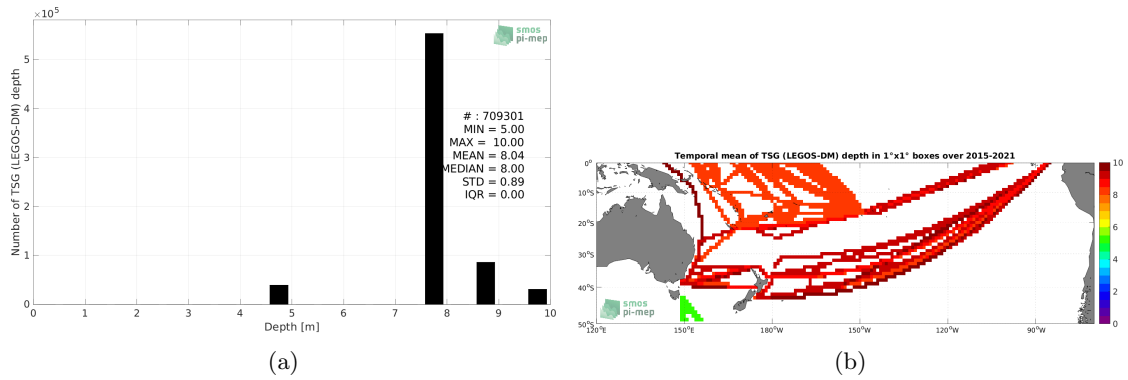 ×10⁵
smos
pi-mep
5
4
3
2
1
0
Number of TSG (LEGOS-DM) depth
# : 709301
MIN = 5.00
MAX = 10.00
MEAN = 8.04
MEDIAN = 8.00
STD = 0.89
IQR = 0.00
0 1 2 3 4 5 6 7 8 9 10
Depth [m]
(a)
Temporal mean of TSG (LEGOS-DM) depth in 1°x1° boxes over 2015-2021
0°
10°S
20°S
30°S
40°S
50°S
120°E 150°E 180°W 150°W 120°W 90°W
smos
pi-mep
10
8
6
4
2
0
(b)